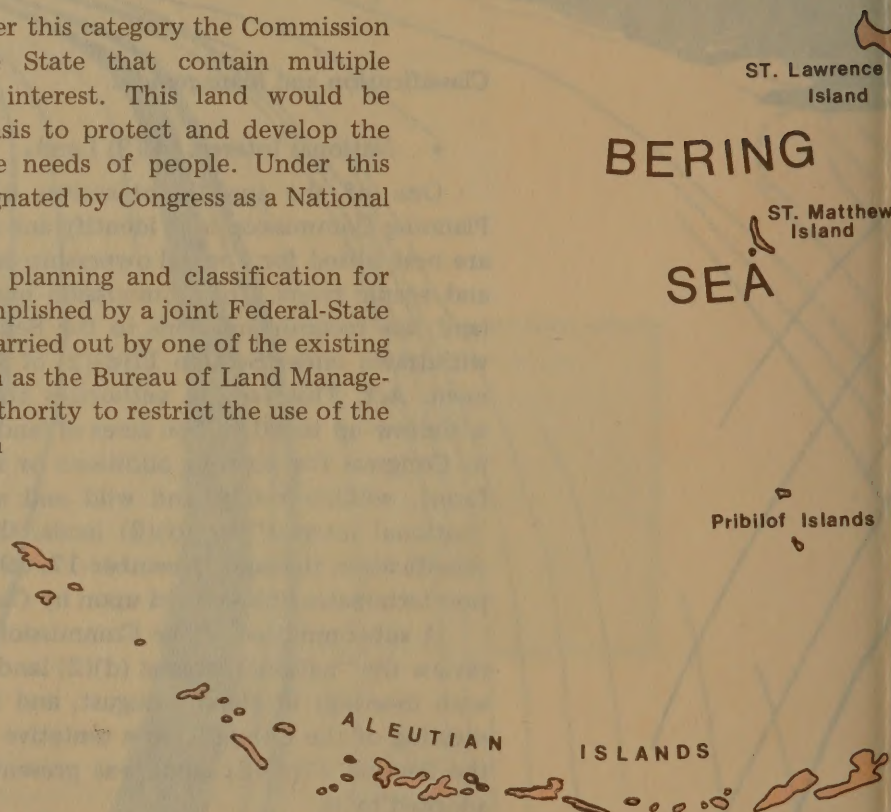 er this category the Commission
State that contain multiple
interest. This land would be
sis to protect and develop the
e needs of people. Under this
gnated by Congress as a National
planning and classification for
nplished by a joint Federal-State
arried out by one of the existing
as the Bureau of Land Manage-
thority to restrict the use of the
ST. Lawrence
Island
BERING
ST. Matthew
Island
SEA
Pribilof Islands
ALEUTIAN ISLANDS